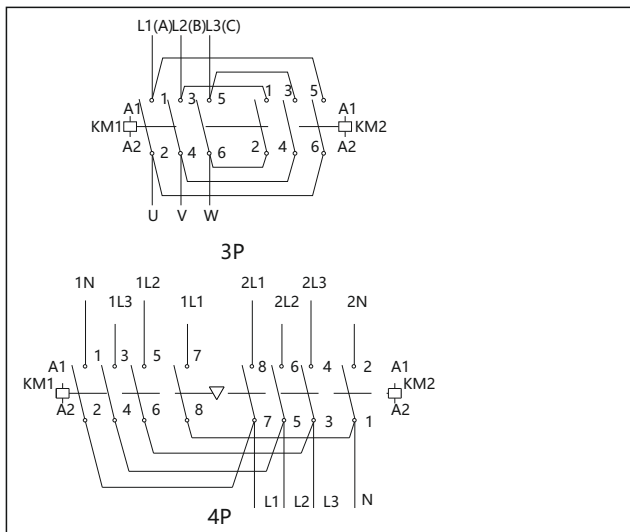 L1(A)L2(B)L3(C)
1 3 5 1 3 5
A1 A1
KM1 KM2
A2 A2
2 4 6 2 4 6
U V W
3P
1N 1L2 2L1 2L3
1L3 1L1 2L2 2N
1 3 5 7 8 6 4 2
A1 A1
KM1 KM2
A2 A2
2 4 6 8 7 5 3 1
L1 L2 L3 N
4P